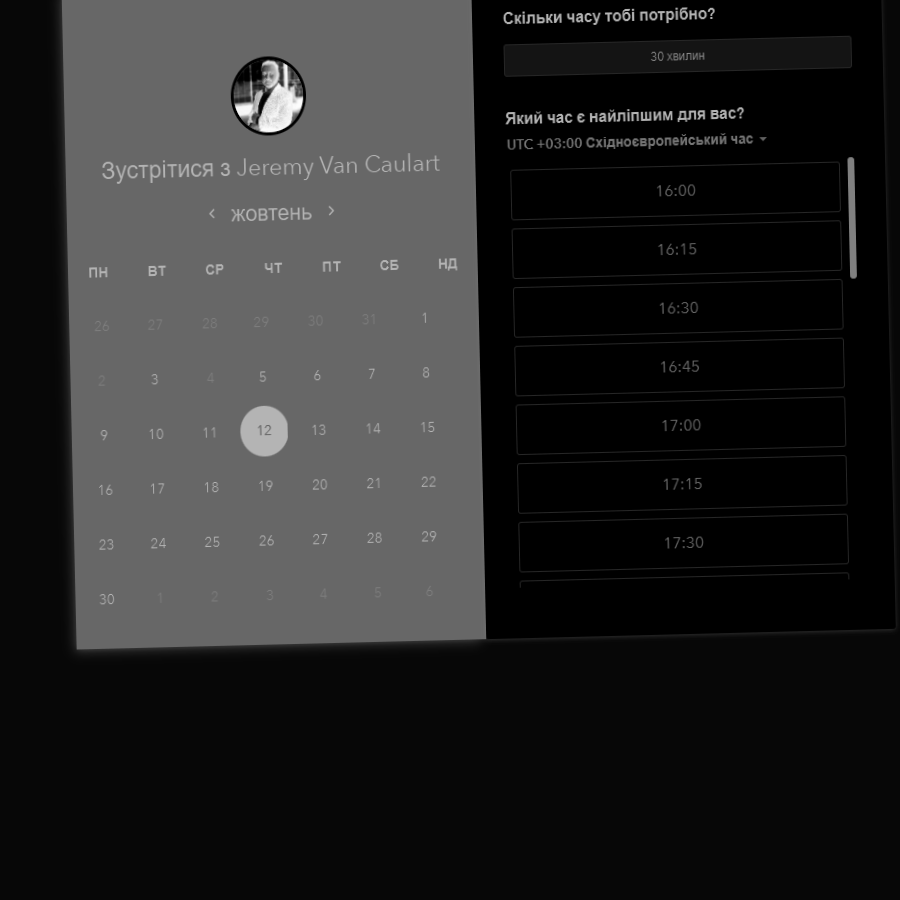 Зустрітися з Jeremy Van Caulart
‹ жовтень ›
ПН ВТ СР ЧТ ПТ СБ НД
26 27 28 29 30 31 1
2 3 4 5 6 7 8
9 10 11 12 13 14 15
16 17 18 19 20 21 22
23 24 25 26 27 28 29
30 1 2 3 4 5 6
Скільки часу тобі потрібно?
30 хвилин
Який час є найліпшим для вас?
UTC +03:00 Східноєвропейський час
16:00
16:15
16:30
16:45
17:00
17:15
17:30